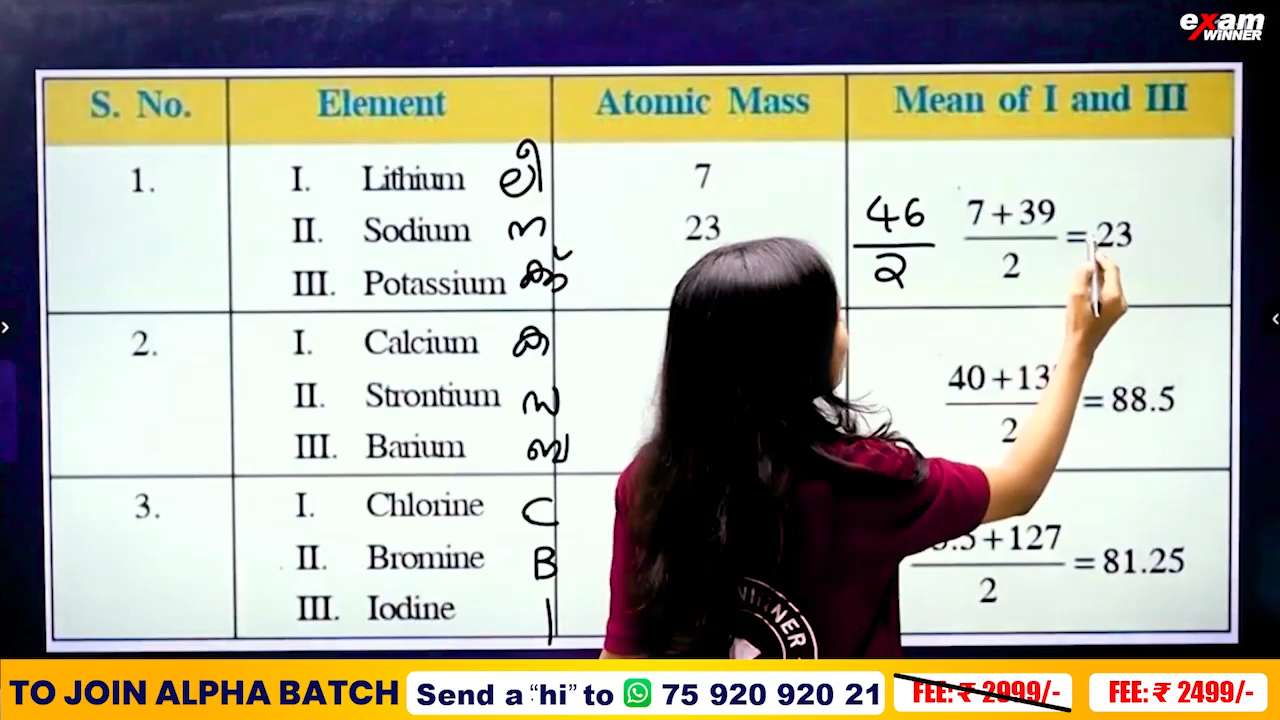 exam
WINNER
S. No. Element Atomic Mass Mean of I and III
1. I. Lithium ലി 7
II. Sodium ന 23
III. Potassium ക്
46/2 (7 + 39)/2 = 23
2. I. Calcium ക
II. Strontium സ
III. Barium ബ
40 + 13 /2 = 88.5
3. I. Chlorine C
II. Bromine B
III. Iodine I
.5 + 127 /2 = 81.25
WINNER
TO JOIN ALPHA BATCH Send a “hi” to 75 920 920 21 FEE: ₹ 2999/- FEE: ₹ 2499/-